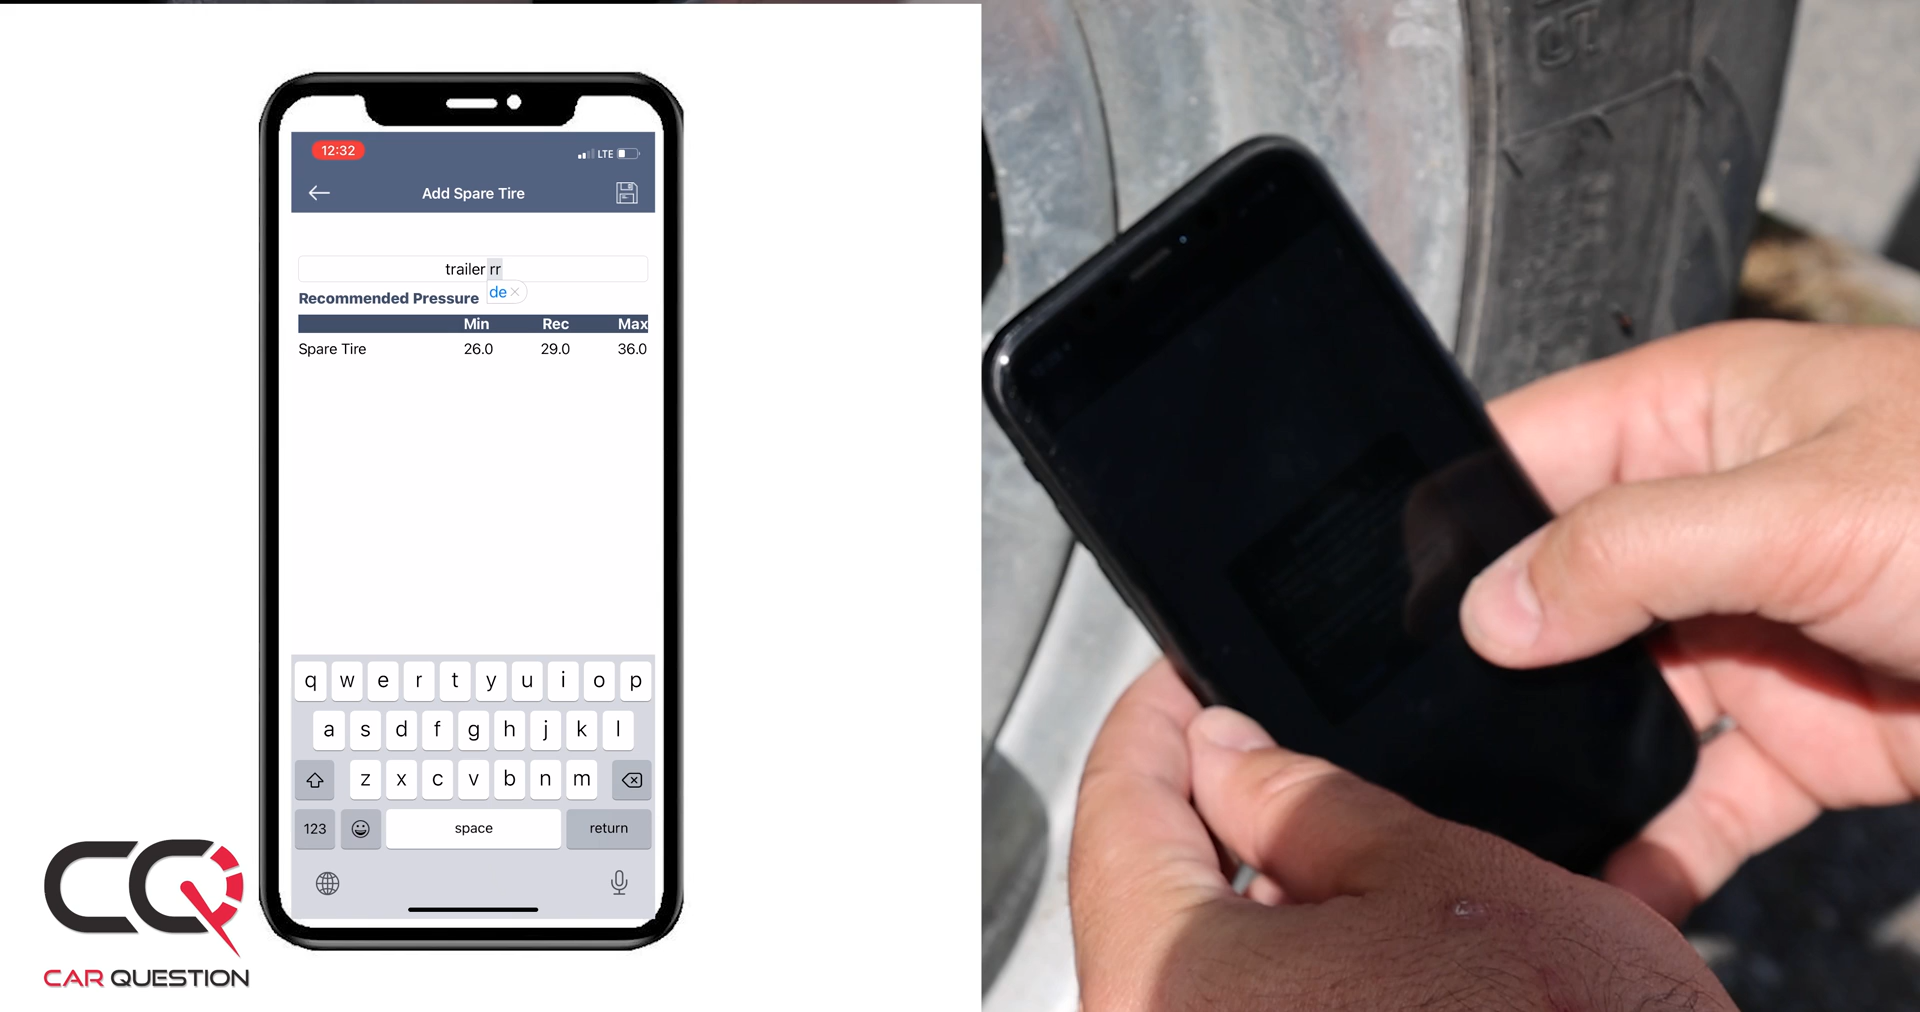 12:32
LTE
Add Spare Tire
trailer rr
de ×
Recommended Pressure
Min Rec Max
Spare Tire 26.0 29.0 36.0
q w e r t y u i o p
a s d f g h j k l
z x c v b n m
123 space return
CQ
CAR QUESTION